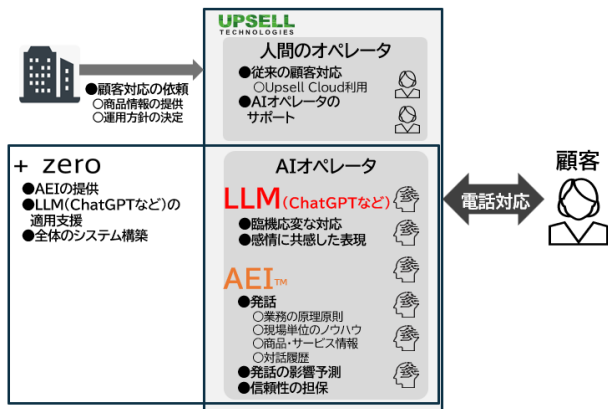 UPSELL
TECHNOLOGIES
人間のオペレータ
●従来の顧客対応
○Upsell Cloud利用
●AIオペレータの
サポート
●顧客対応の依頼
○商品情報の提供
○運用方針の決定
+ zero
●AEIの提供
●LLM(ChatGPTなど)の
適用支援
●全体のシステム構築
AIオペレータ
LLM(ChatGPTなど)
●臨機応変な対応
●感情に共感した表現
AEI™
●発話
○業務の原理原則
○現場単位のノウハウ
○商品・サービス情報
○対話履歴
●発話の影響予測
●信頼性の担保
電話対応
顧客